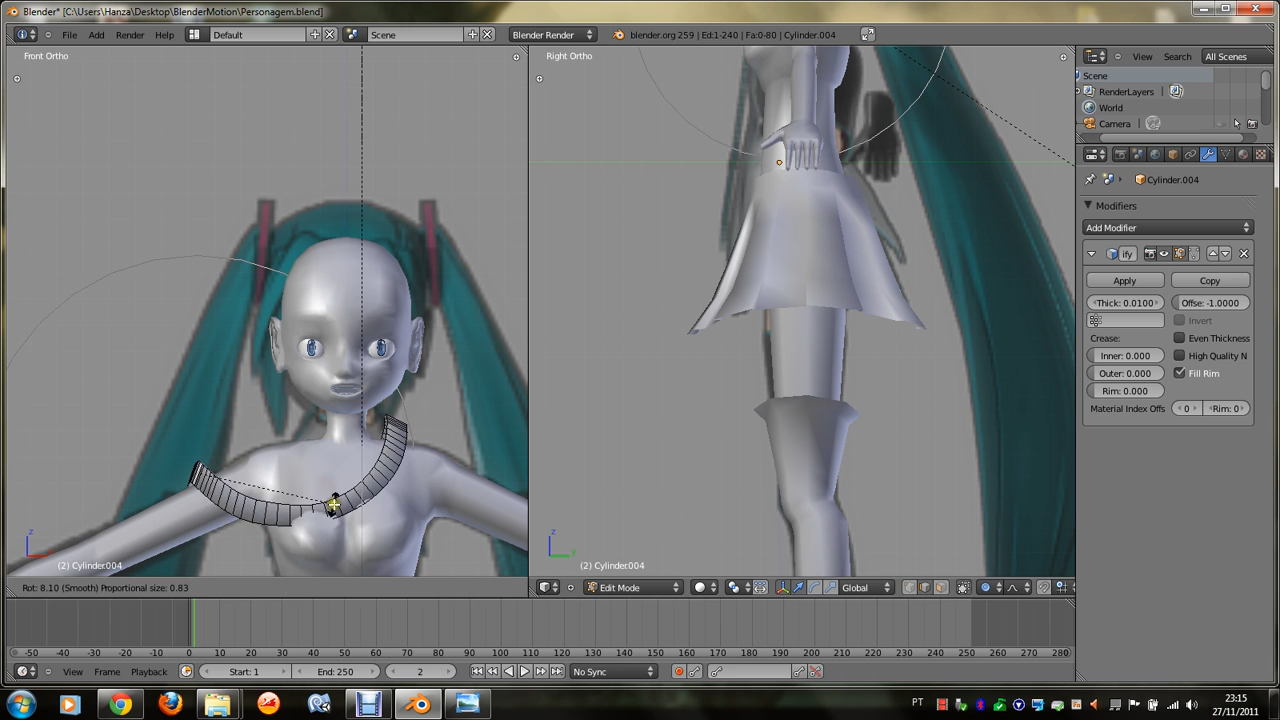 Blender* [C:\Users\Hanza\Desktop\BlenderMotion\Personagem.blend]
File Add Render Help Default Scene Blender Render blender.org 259 | Ed:1-240 | Fa:0-80 | Cylinder.004
Front Ortho
Right Ortho
View Search All Scenes
Scene
RenderLayers
World
Camera
Cylinder.004
Modifiers
Add Modifier
ify
Apply Copy
Thick: 0.0100 Offse: -1.0000
Invert
Crease: Even Thickness
Inner: 0.000 High Quality N
Outer: 0.000 Fill Rim
Rim: 0.000
Material Index Offs 0 Rim: 0
z
z
y
(2) Cylinder.004
(2) Cylinder.004
Rot: 8.10 (Smooth) Proportional size: 0.83
Edit Mode Global
-50 -40 -30 -20 -10 0 10 20 30 40 50 60 70 80 90 100 110 120 130 140 150 160 170 180 190 200 210 220 230 240 250 260 270 280
View Frame Playback Start: 1 End: 250 2 No Sync
PT
23:15
27/11/2011